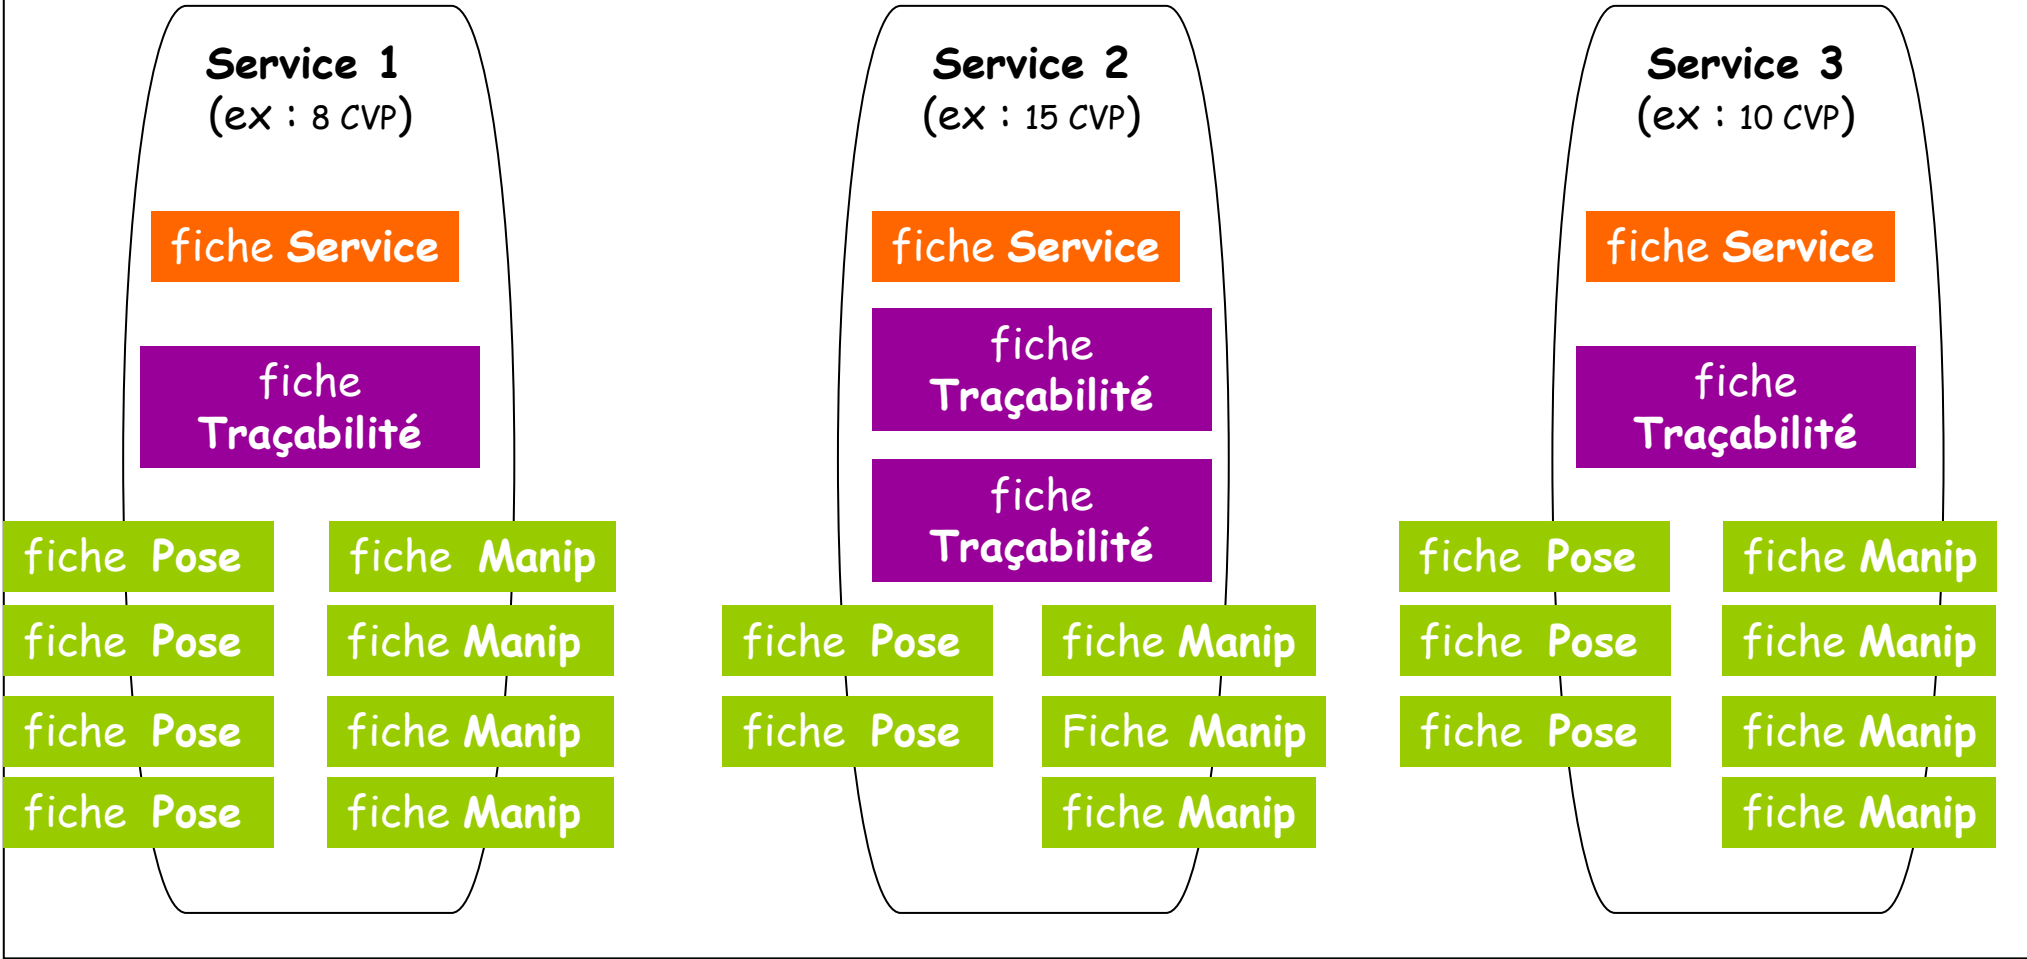 Service 1
(ex : 8 CVP)
fiche Service
fiche
Traçabilité
fiche Pose
fiche Manip
fiche Pose
fiche Manip
fiche Pose
fiche Manip
fiche Pose
fiche Manip
Service 2
(ex : 15 CVP)
fiche Service
fiche
Traçabilité
fiche
Traçabilité
fiche Pose
fiche Manip
fiche Pose
Fiche Manip
fiche Manip
Service 3
(ex : 10 CVP)
fiche Service
fiche
Traçabilité
fiche Pose
fiche Manip
fiche Pose
fiche Manip
fiche Pose
fiche Manip
fiche Manip